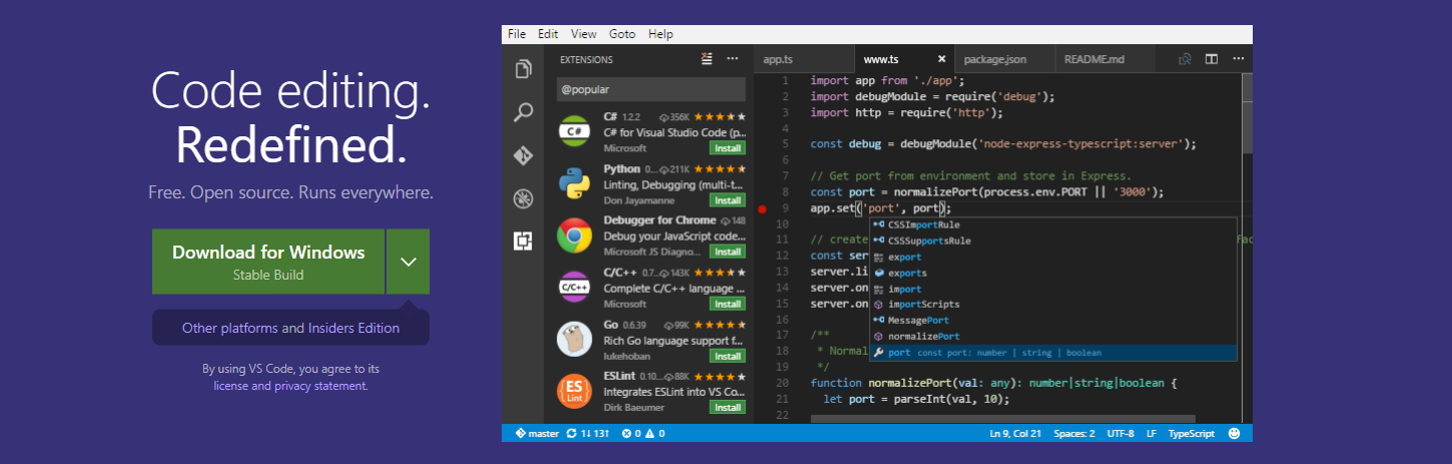 Code editing.
Redefined.
Free. Open source. Runs everywhere.
Download for Windows
Stable Build
Other platforms and Insiders Edition
By using VS Code, you agree to its
license and privacy statement.
File Edit View Goto Help
EXTENSIONS
@popular
C# 1.2.2 356K
C#
C# for Visual Studio Code (p...
Microsoft Install
Python 0... 211K
Linting, Debugging (multi-t...
Don Jayamanne Install
Debugger for Chrome 148
Debug your JavaScript code...
Microsoft JS Diagno... Install
C/C++ 0.7... 143K
C/C++
Complete C/C++ language ...
Microsoft Install
Go 0.6.39 99K
Rich Go language support f...
lukehoban Install
ESLint 0.10... 88K
ES
Lint
Integrates ESLint into VS Co...
Dirk Baeumer Install
app.ts www.ts package.json README.md
1 import app from './app';
2 import debugModule = require('debug');
3 import http = require('http');
4
5 const debug = debugModule('node-express-typescript:server');
6
7 // Get port from environment and store in Express.
8 const port = normalizePort(process.env.PORT || '3000');
9 app.set('port', port);
10
11 // create
12 const ser
13 server.li
14 server.on
15 server.on
16
17 /**
18 * Normal
19 */
20 function normalizePort(val: any): number|string|boolean {
21 let port = parseInt(val, 10);
22
CSSImportRule
CSSSupportsRule
export
exports
import
importScripts
MessagePort
normalizePort
port const port: number | string | boolean
master 1↓ 13↑ 0 0
Ln 9, Col 21 Spaces: 2 UTF-8 LF TypeScript